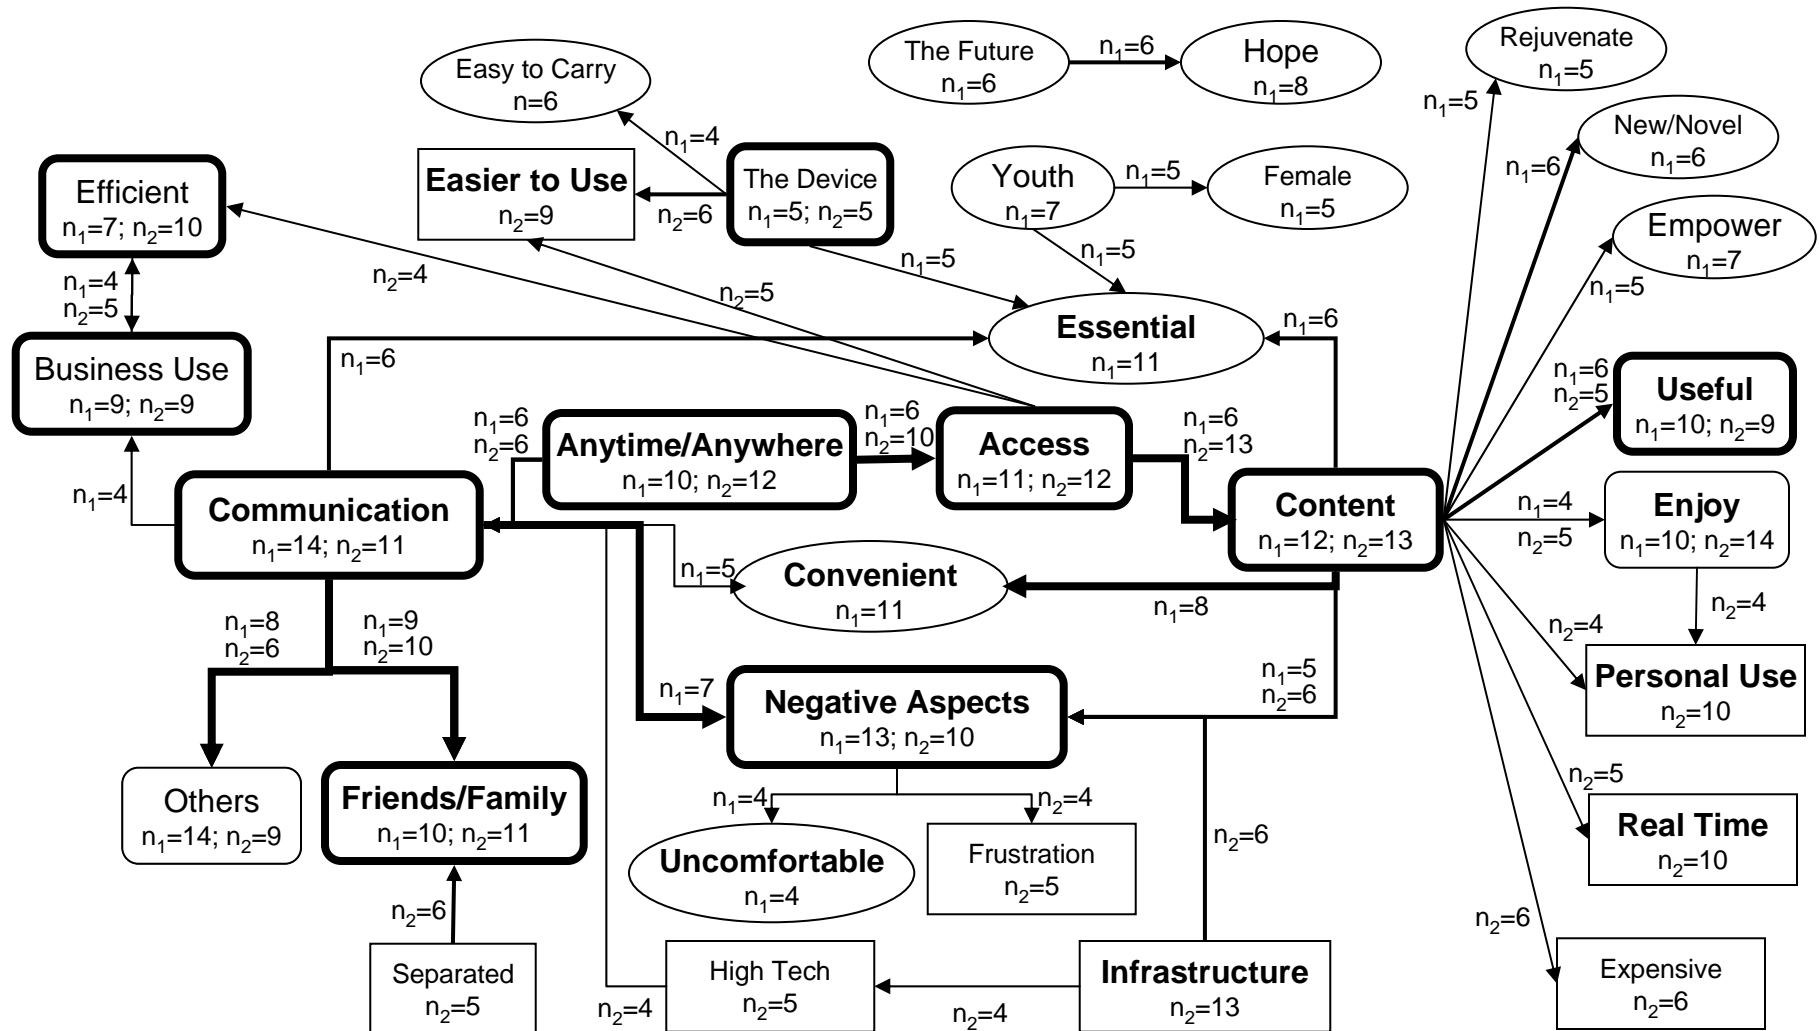 The Future
n1=6
n1=6
Hope
n1=8
Rejuvenate
n1=5
Easy to Carry
n=6
n1=5
New/Novel
n1=6
n1=6
n1=4
Efficient
n1=7; n2=10
Easier to Use
n2=9
n2=6
The Device
n1=5; n2=5
Youth
n1=7
n1=5
Female
n1=5
Empower
n1=7
n1=5
n2=4
n2=5
n1=5
n1=5
n1=4
n2=5
Essential
n1=11
n1=6
n1=6
Business Use
n1=9; n2=9
n1=6
n2=5
Useful
n1=10; n2=9
n1=6
n2=6
Anytime/Anywhere
n1=10; n2=12
n1=6
n2=10
Access
n1=11; n2=12
n1=6
n2=13
n1=4
Communication
n1=14; n2=11
Content
n1=12; n2=13
n1=4
n2=5
Enjoy
n1=10; n2=14
n1=5
Convenient
n1=11
n1=8
n2=4
n2=4
n1=8
n2=6
n1=9
n2=10
n1=7
Negative Aspects
n1=13; n2=10
n1=5
n2=6
Personal Use
n2=10
Others
n1=14; n2=9
Friends/Family
n1=10; n2=11
n1=4
n2=4
n2=5
Uncomfortable
n1=4
Frustration
n2=5
n2=6
Real Time
n2=10
n2=6
n2=6
Separated
n2=5
n2=4
High Tech
n2=5
n2=4
Infrastructure
n2=13
Expensive
n2=6